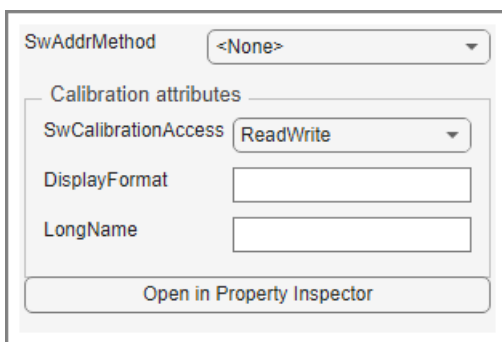 SwAddrMethod <None>
Calibration attributes
SwCalibrationAccess ReadWrite
DisplayFormat
LongName
Open in Property Inspector